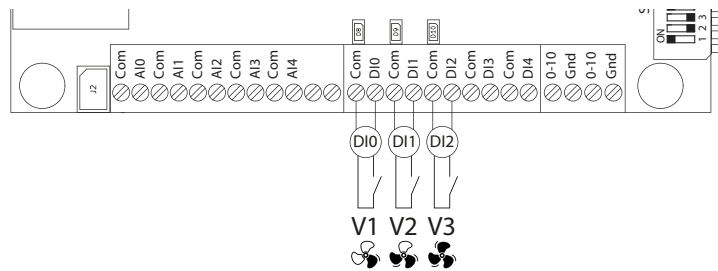 D8 D9 D10
S
ON
1 2 3
J2
Com AI0 Com AI1 Com AI2 Com AI3 Com AI4
Com DI0 Com DI1 Com DI2 Com DI3 Com DI4
0-10 Gnd 0-10 Gnd
DI0 DI1 DI2
V1 V2 V3